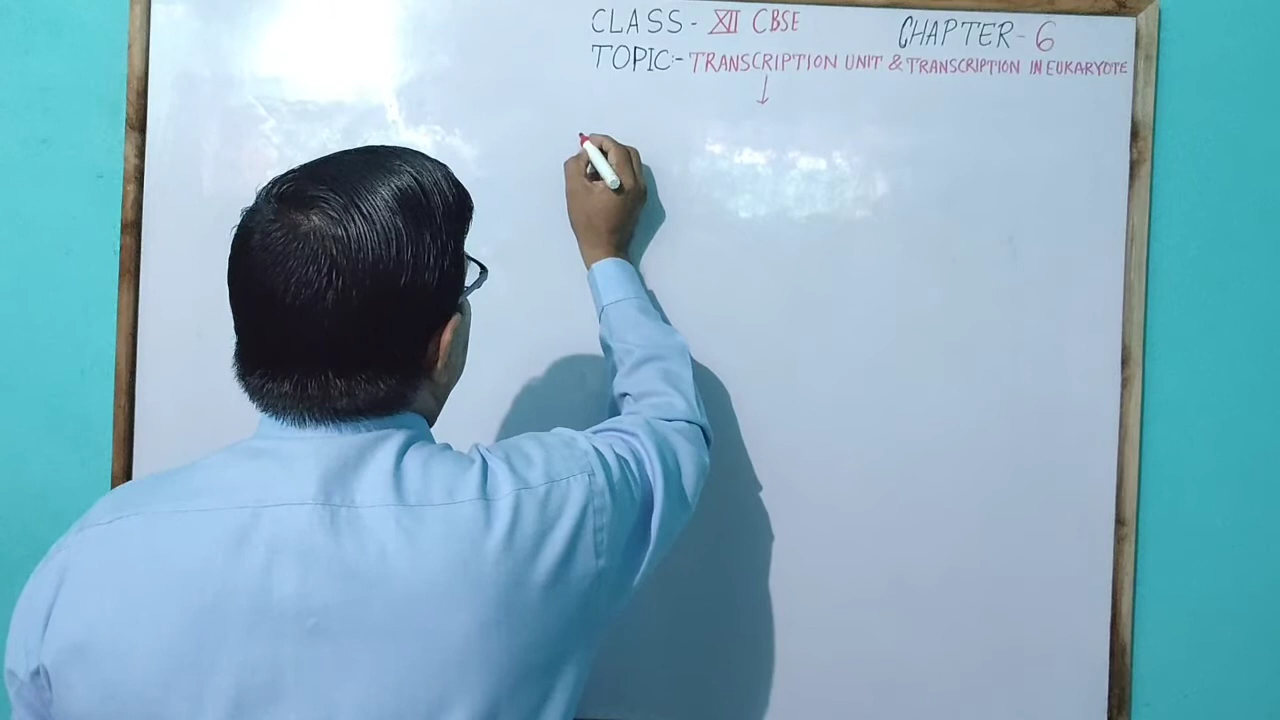 CLASS - XII CBSE CHAPTER - 6
TOPIC:- TRANSCRIPTION UNIT & TRANSCRIPTION IN EUKARYOTE